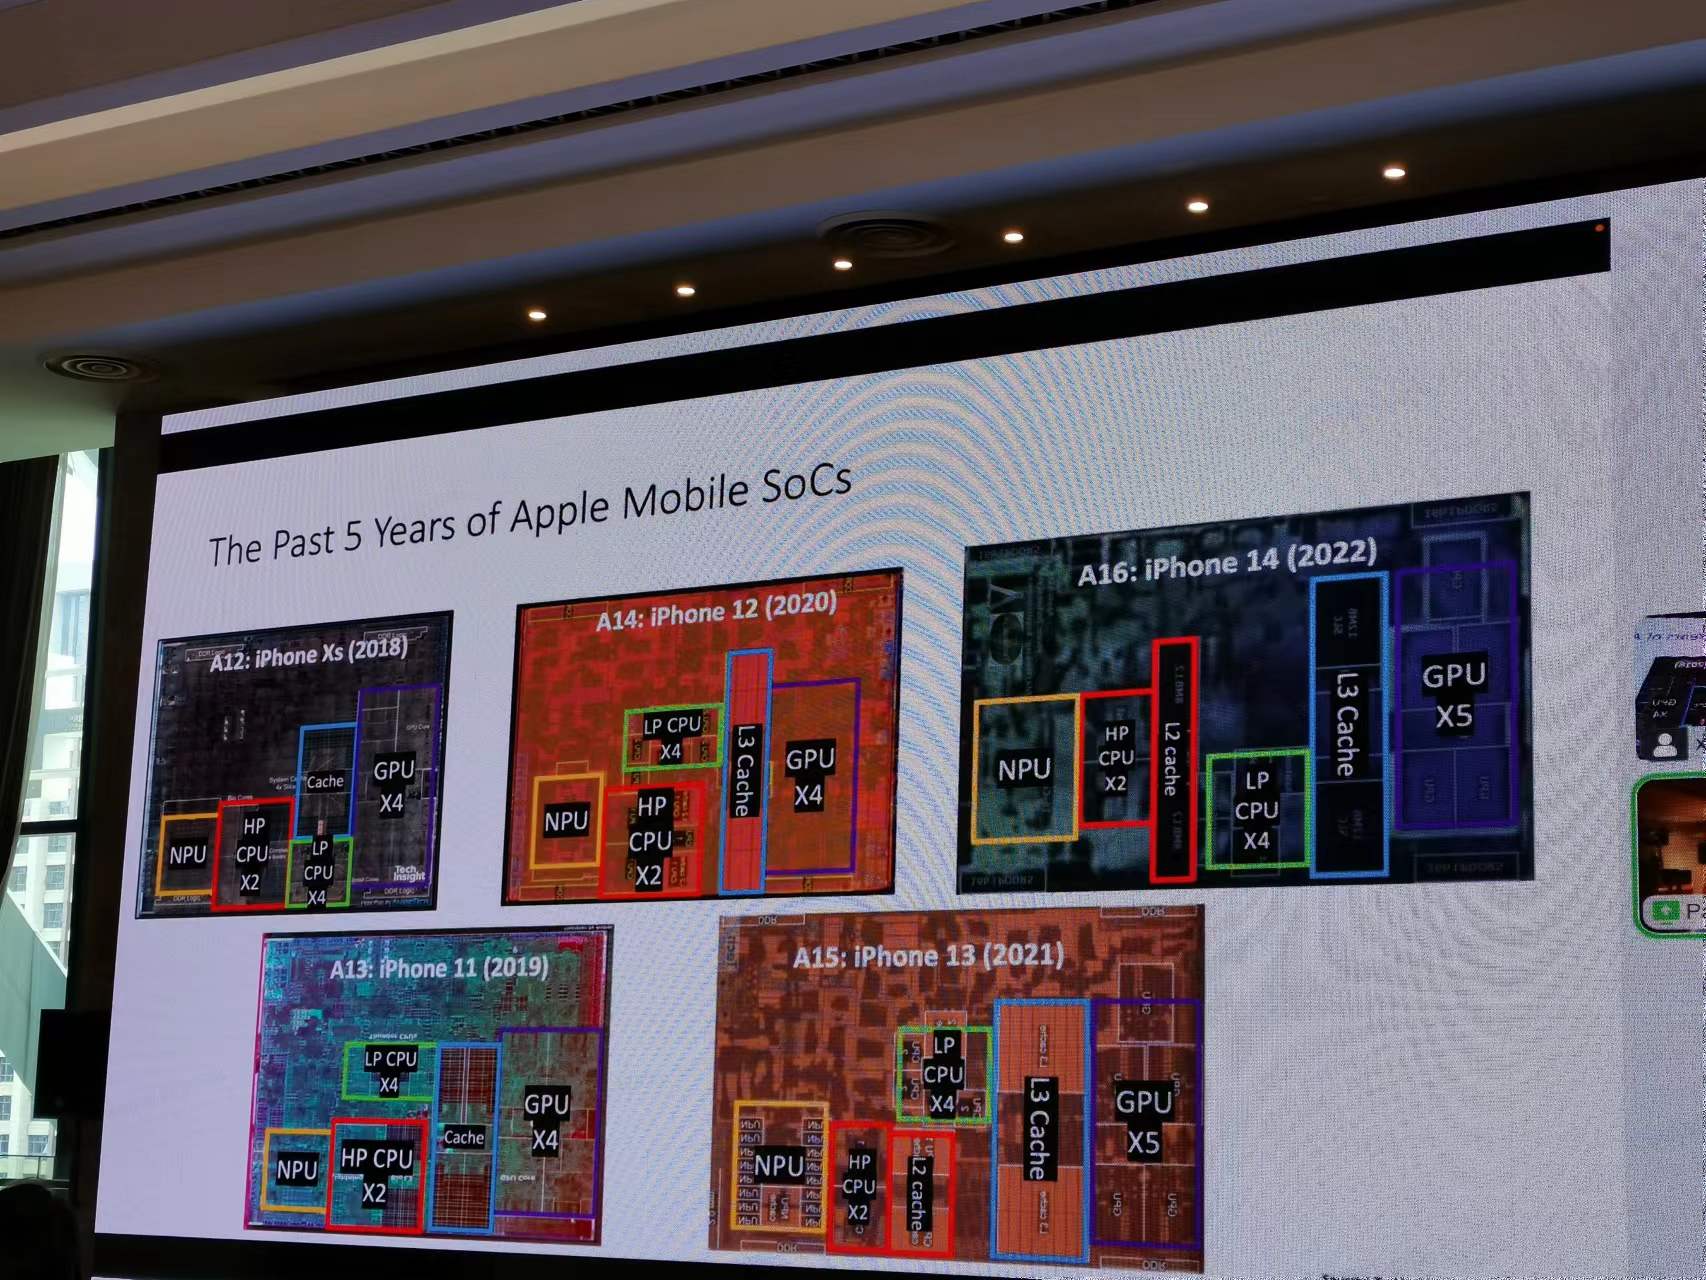 The Past 5 Years of Apple Mobile SoCs
A12: iPhone Xs (2018)
Cache
GPU
X4
NPU
HP
CPU
X2
LP
CPU
X4
Tech
Insight
DDR Logic
DDR Logic
A14: iPhone 12 (2020)
LP CPU
X4
L3 Cache
GPU
X4
NPU
HP
CPU
X2
A16: iPhone 14 (2022)
NPU
HP
CPU
X2
L2 cache
LP
CPU
X4
L3 Cache
GPU
X5
A13: iPhone 11 (2019)
LP CPU
X4
Cache
GPU
X4
NPU
HP CPU
X2
A15: iPhone 13 (2021)
LP
CPU
X4
L3 Cache
GPU
X5
NPU
HP
CPU
X2
L2 cache